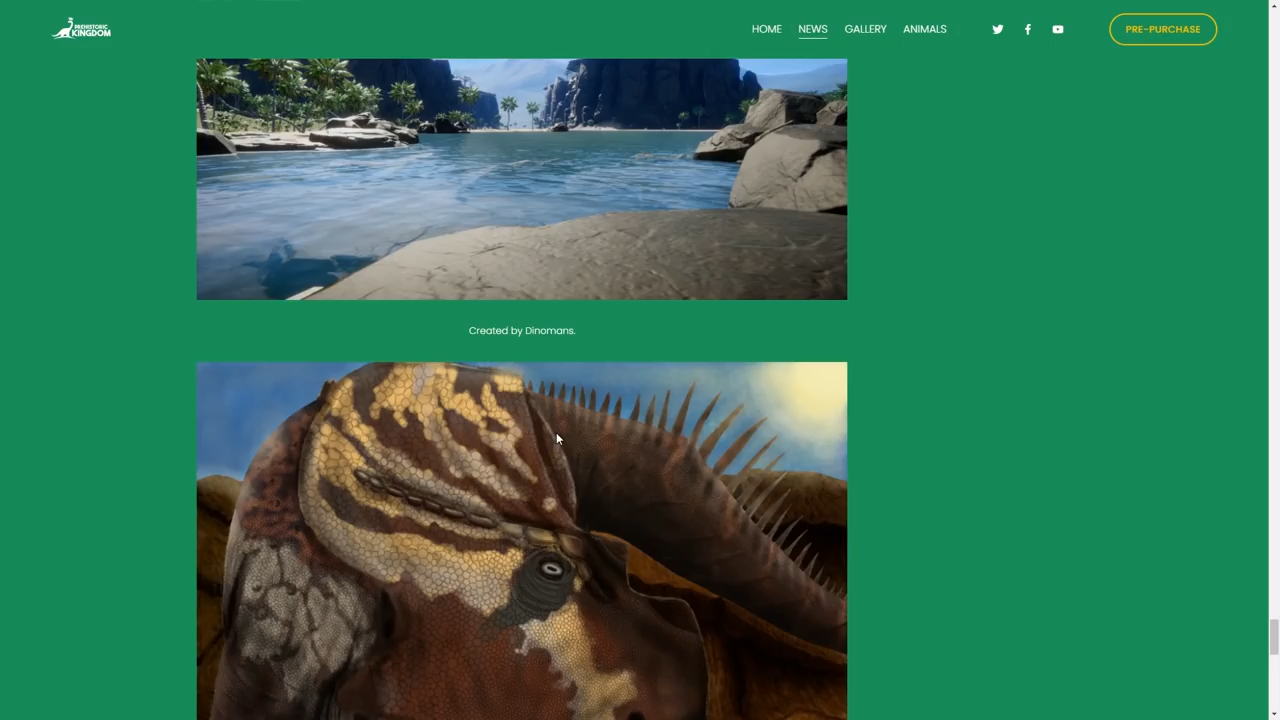 PREHISTORIC
KINGDOM
HOME
NEWS
GALLERY
ANIMALS
PRE-PURCHASE
Created by Dinomans.